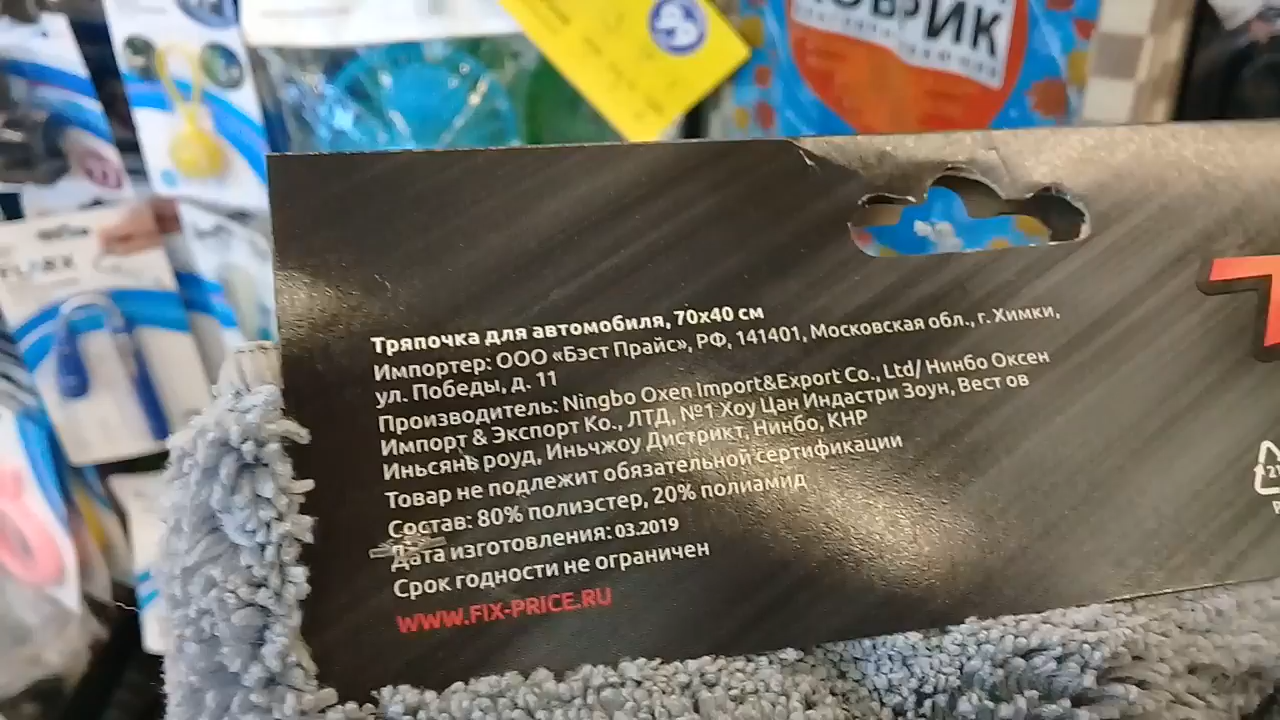 КОВРИК
Тряпочка для автомобиля, 70х40 см
Импортер: ООО «Бэст Прайс», РФ, 141401, Московская обл., г. Химки,
ул. Победы, д. 11
Производитель: Ningbo Oxen Import&Export Co., Ltd/ Нинбо Оксен
Импорт & Экспорт Ко., ЛТД, №1 Хоу Цан Индастри Зоун, Вест ов
Иньсянь роуд, Иньчжоу Дистрикт, Нинбо, КНР
Товар не подлежит обязательной сертификации
Состав: 80% полиэстер, 20% полиамид
Дата изготовления: 03.2019
Срок годности не ограничен
WWW.FIX-PRICE.RU